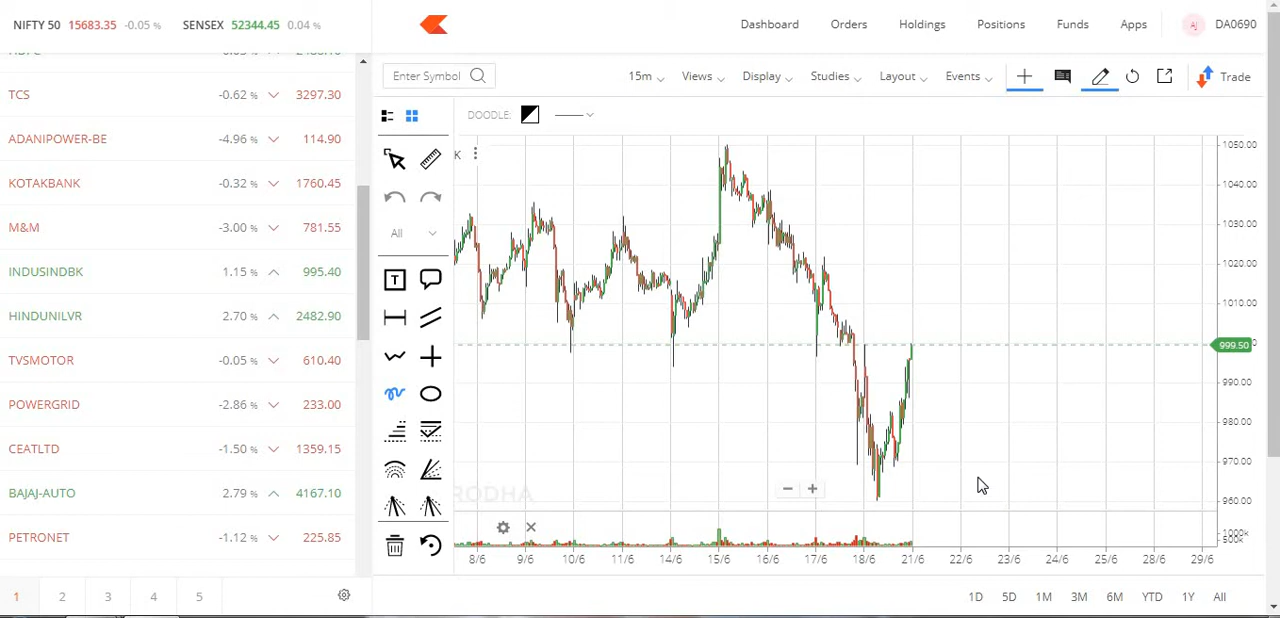 NIFTY 50 15683.35 -0.05 % SENSEX 52344.45 0.04 %
Dashboard Orders Holdings Positions Funds Apps AJ DA0690
TCS -0.62 % 3297.30
ADANIPOWER-BE -4.96 % 114.90
KOTAKBANK -0.32 % 1760.45
M&M -3.00 % 781.55
INDUSINDBK 1.15 % 995.40
HINDUNILVR 2.70 % 2482.90
TVSMOTOR -0.05 % 610.40
POWERGRID -2.86 % 233.00
CEATLTD -1.50 % 1359.15
BAJAJ-AUTO 2.79 % 4167.10
PETRONET -1.12 % 225.85
1 2 3 4 5
Enter Symbol 15m Views Display Studies Layout Events Trade
DOODLE:
K
All
T
1050.00
1040.00
1030.00
1020.00
1010.00
999.50
990.00
980.00
970.00
960.00
RODHA
1000k
8/6 9/6 10/6 11/6 14/6 15/6 16/6 17/6 18/6 21/6 22/6 23/6 24/6 25/6 28/6 29/6
1D 5D 1M 3M 6M YTD 1Y All